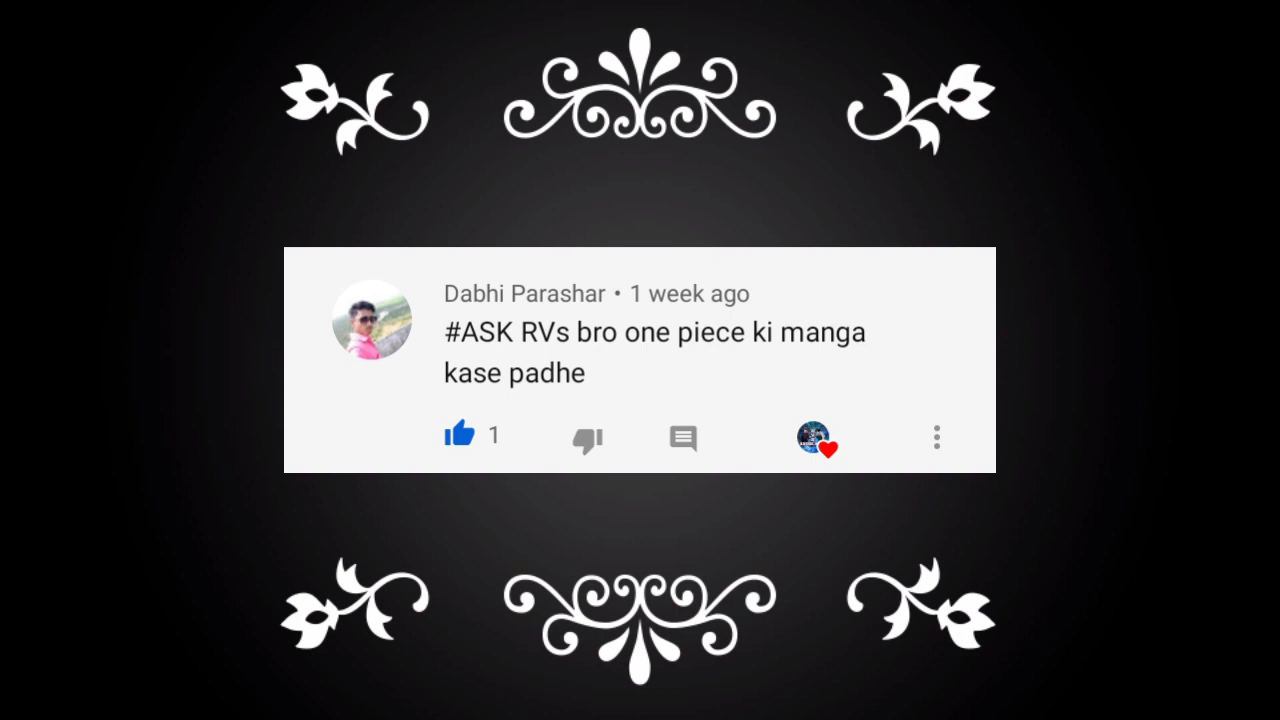 Dabhi Parashar • 1 week ago
#ASK RVs bro one piece ki manga
kase padhe
1